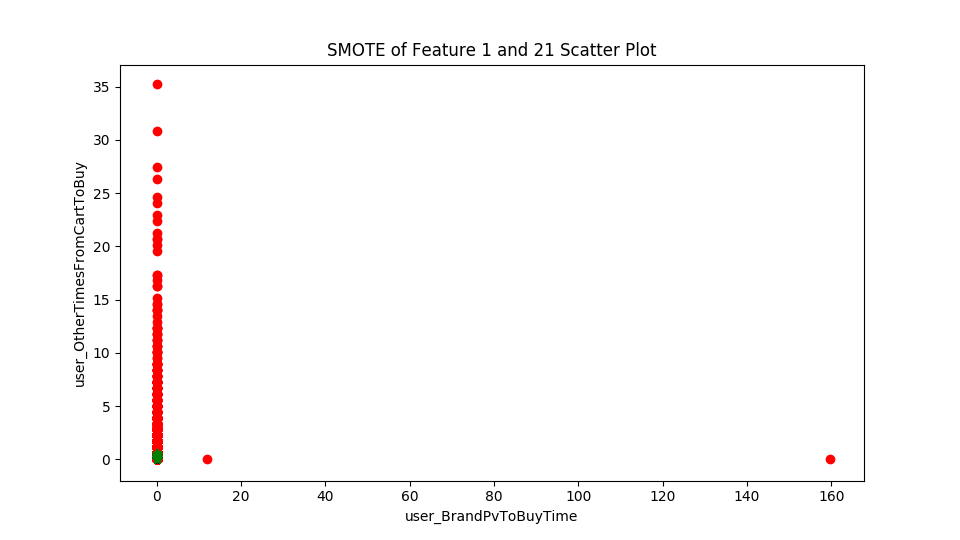 SMOTE of Feature 1 and 21 Scatter Plot
35
30
25
20
15
10
5
0
user_OtherTimesFromCartToBuy
0 20 40 60 80 100 120 140 160
user_BrandPvToBuyTime